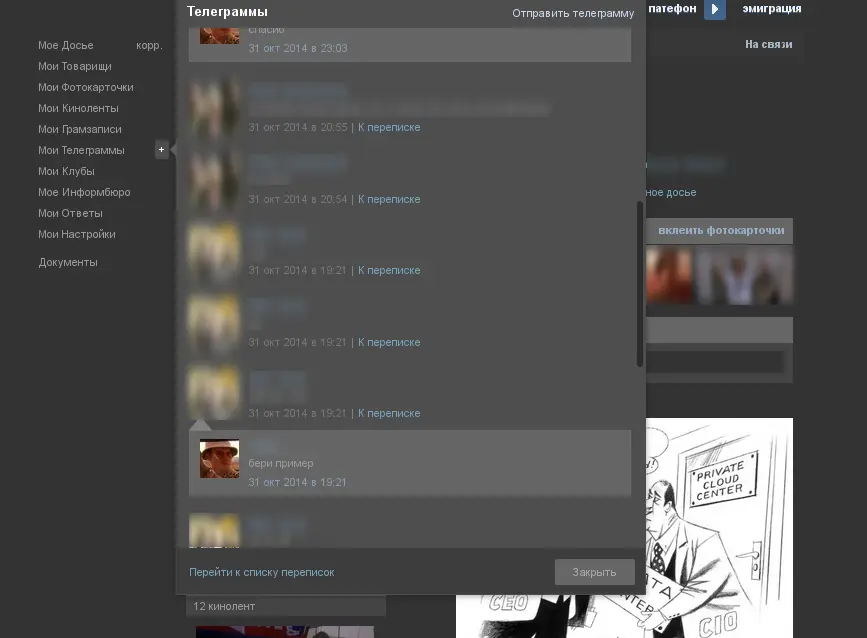 Телеграммы
Отправить телеграмму
патефон
эмиграция
На связи
Мое Досье
корр.
Мои Товарищи
Мои Фотокарточки
Мои Киноленты
Мои Грамзаписи
Мои Телеграммы
+
Мои Клубы
Мое Информбюро
Мои Ответы
Мои Настройки
Документы
31 окт 2014 в 23:03
31 окт 2014 в 20:55 | К переписке
31 окт 2014 в 20:54 | К переписке
31 окт 2014 в 19:21 | К переписке
31 окт 2014 в 19:21 | К переписке
31 окт 2014 в 19:21 | К переписке
бери пример
31 окт 2014 в 19:21
Перейти к списку переписок
Закрыть
12 кинолент
ное досье
вклеить фотокарточки
PRIVATE
CLOUD
CENTER
CEO
CIO